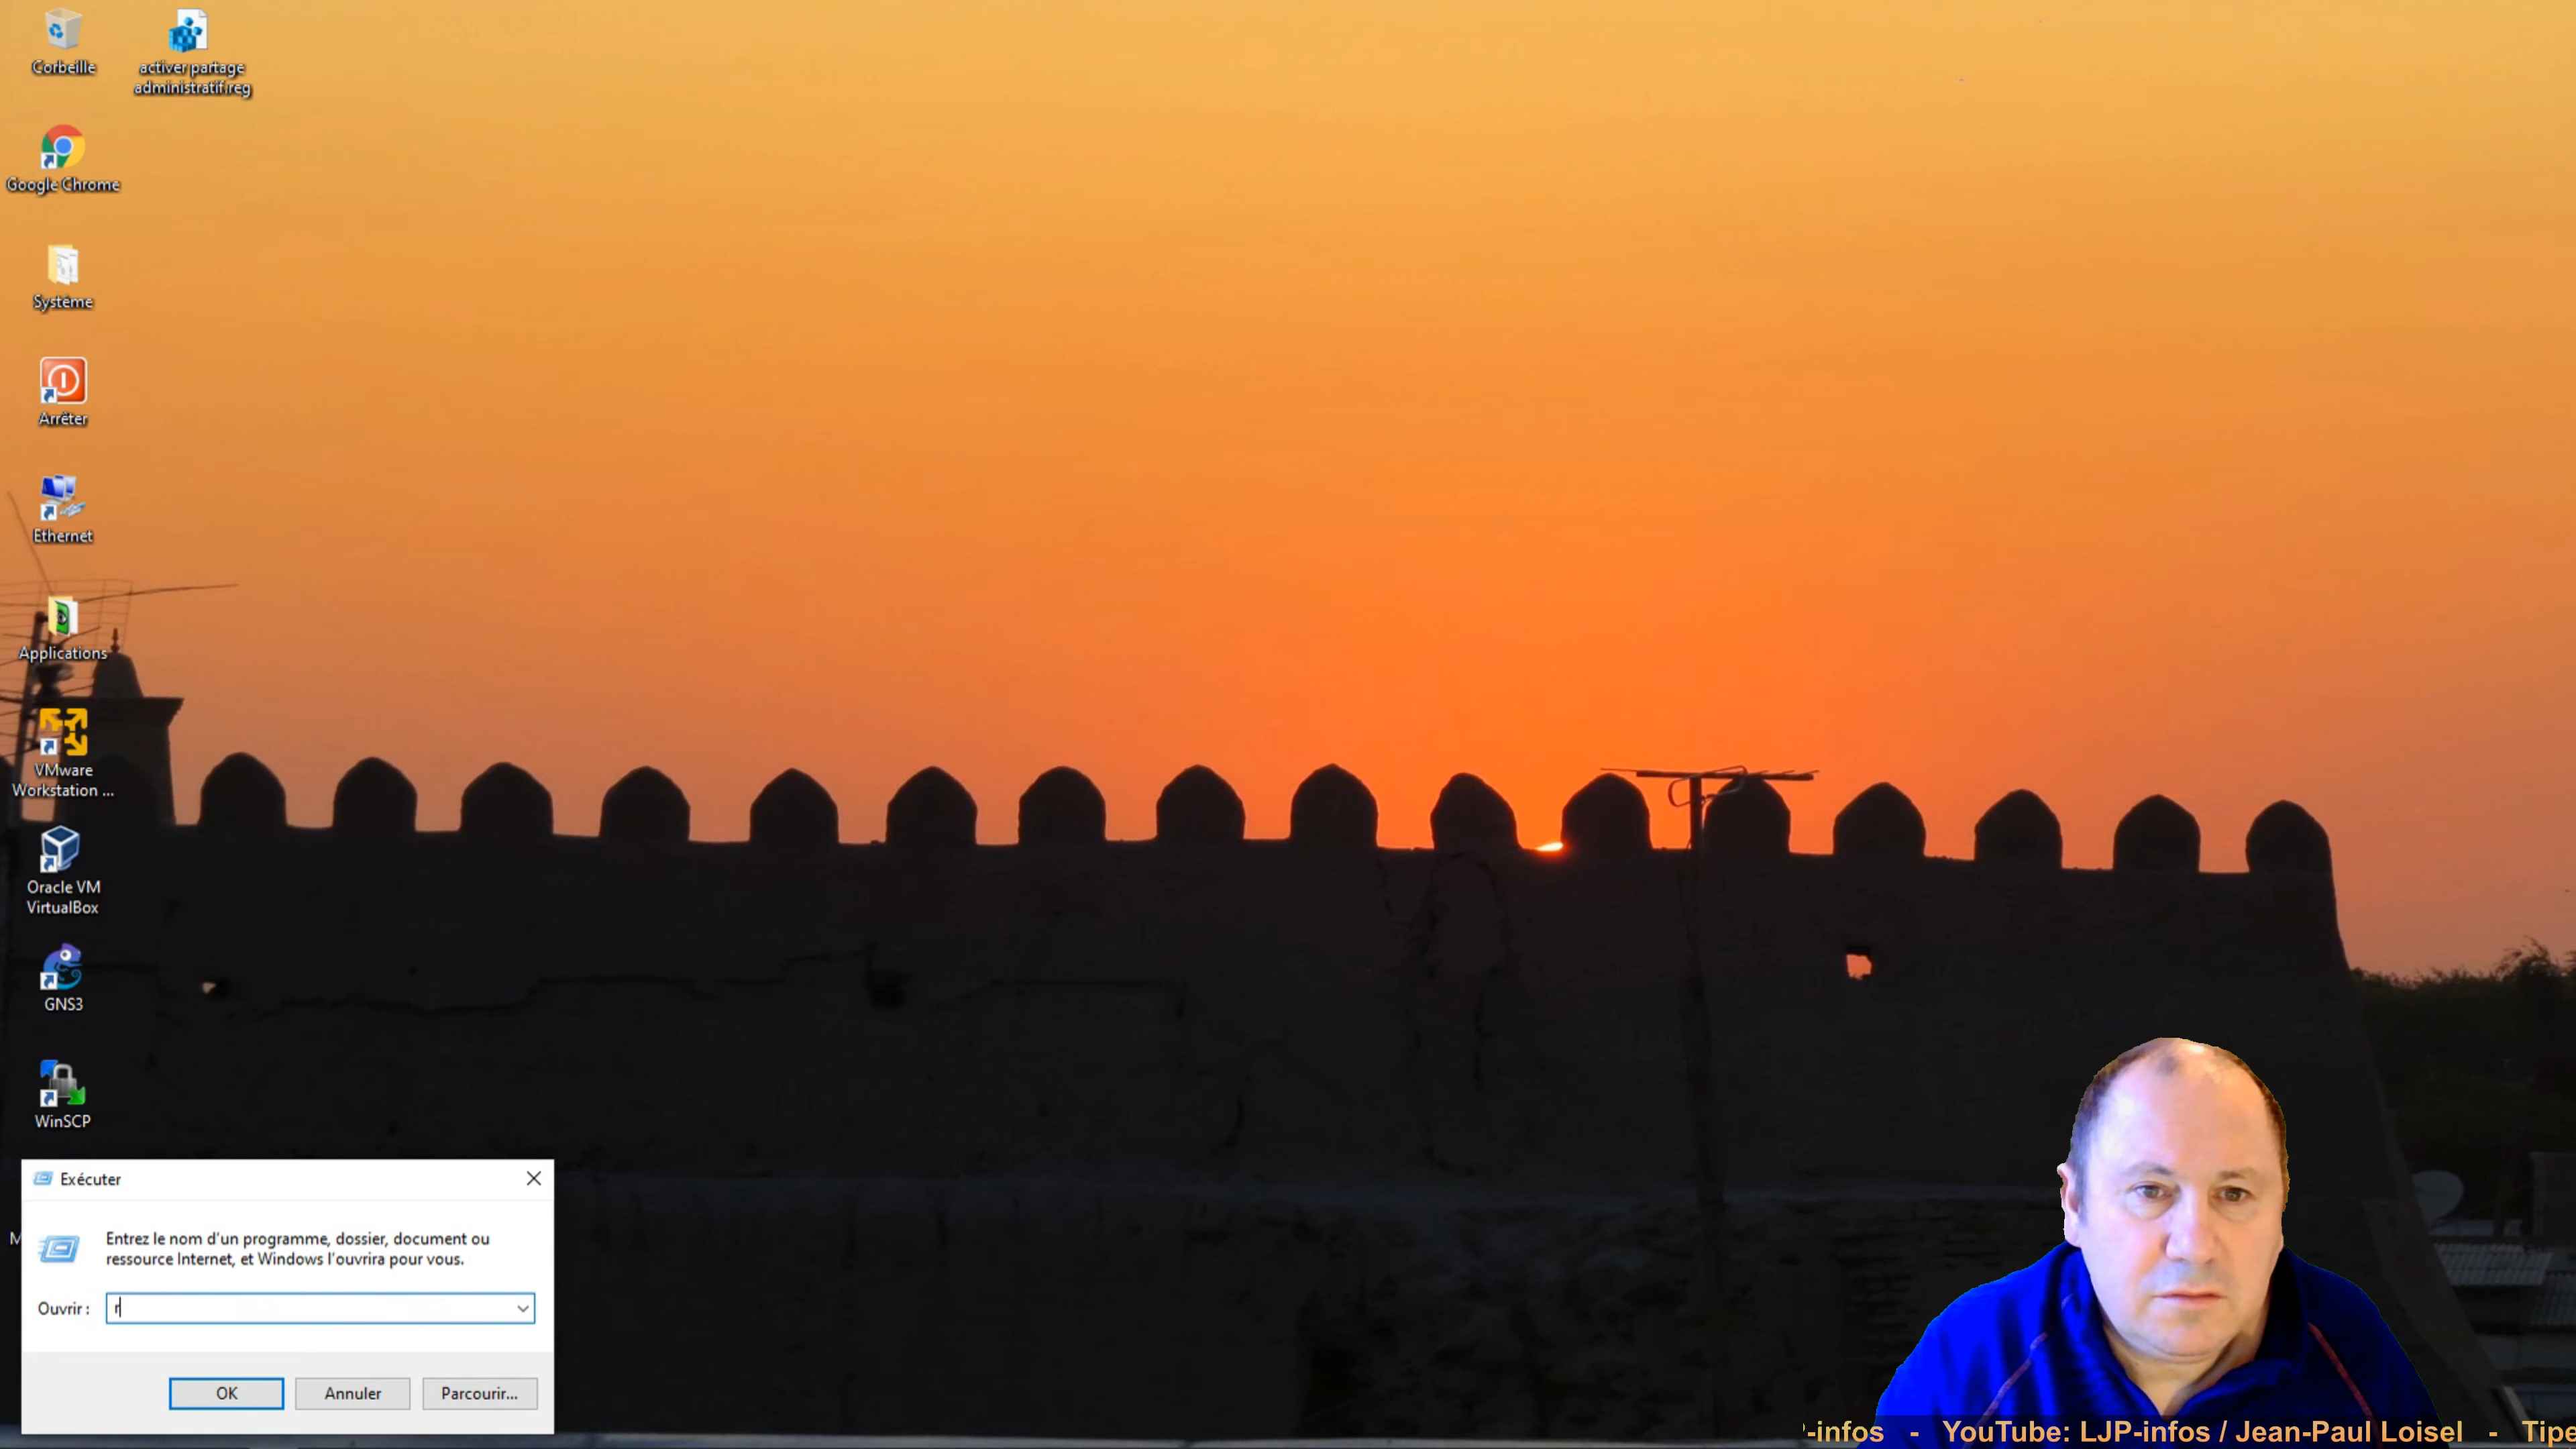 Corbeille
activer partage
administratif.reg
Google Chrome
Système
Arrêter
Ethernet
Applications
VMware
Workstation ...
Oracle VM
VirtualBox
GNS3
WinSCP
M
Exécuter
Entrez le nom d'un programme, dossier, document ou
ressource Internet, et Windows l'ouvrira pour vous.
Ouvrir :
r
OK
Annuler
Parcourir...
-infos - YouTube: LJP-infos / Jean-Paul Loisel - Tipe